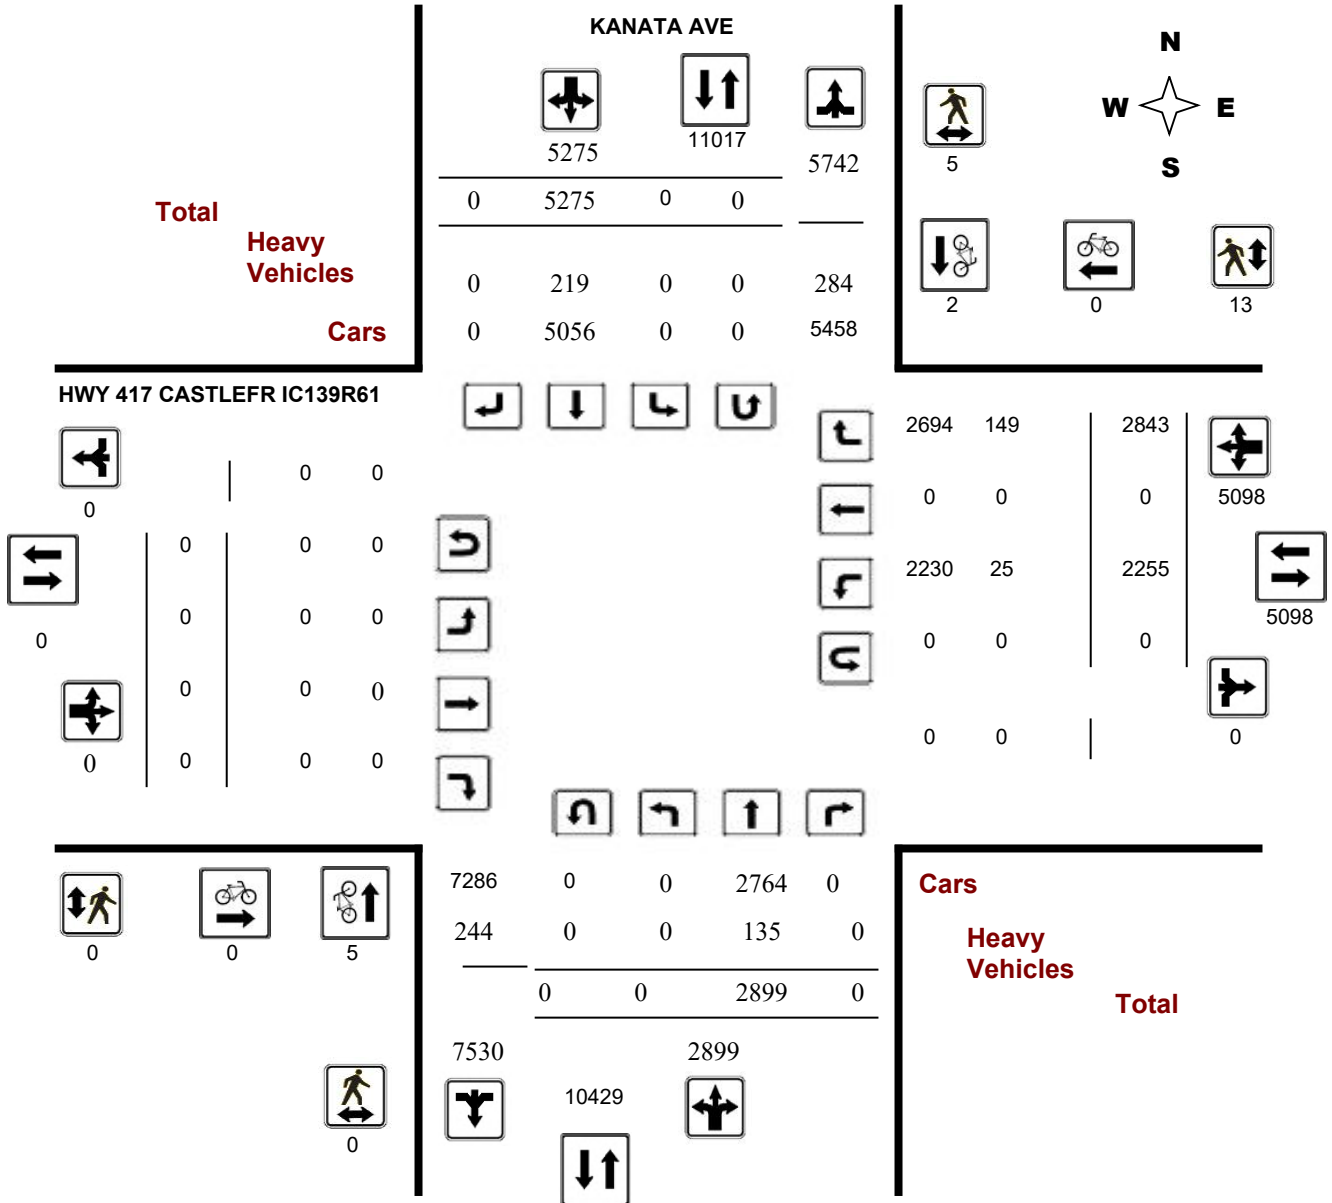 KANATA AVE
N
W E
S
5275 11017 5742 5
0 5275 0 0
Total
Heavy
Vehicles
0 219 0 0 284
2 0 13
Cars 0 5056 0 0 5458
HWY 417 CASTLEFR IC139R61
2694 149 2843
0 0
0
0 0 0 5098
0 0 0
2230 25 2255
5098
0 0 0
0
0 0 0
0 0 0
0
0 0 0
0 0 0
7286 0 0 2764 0
Cars
244 0 0 135 0
Heavy
Vehicles
0 0 5
0 0 2899 0
Total
7530 2899
10429
0